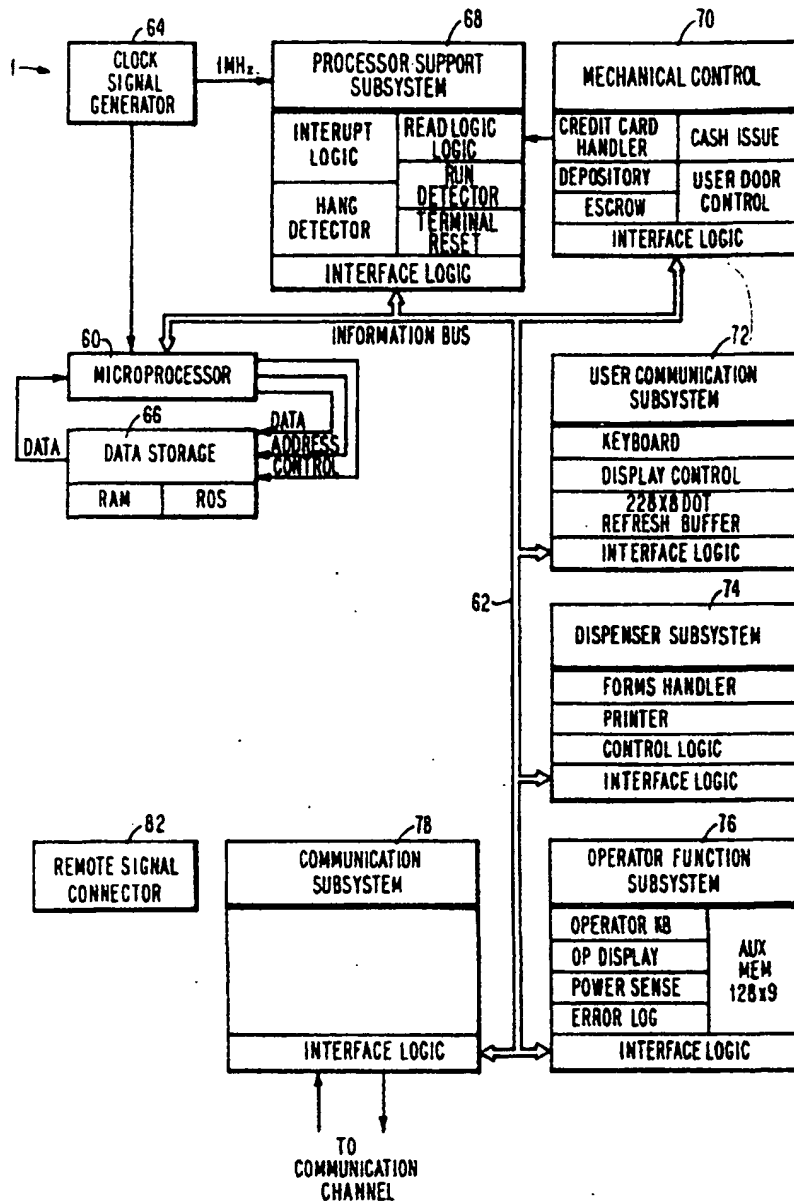 64
68
70
1
CLOCK
SIGNAL
GENERATOR
1MHz.
PROCESSOR SUPPORT
SUBSYSTEM
INTERUPT
LOGIC
READ LOGIC
LOGIC
RUN
DETECTOR
HANG
DETECTOR
TERMINAL
RESET
INTERFACE LOGIC
MECHANICAL CONTROL
CREDIT CARD
HANDLER
CASH ISSUE
DEPOSITORY
ESCROW
USER DOOR
CONTROL
INTERFACE LOGIC
INFORMATION BUS
60
MICROPROCESSOR
66
DATA STORAGE
RAM
ROS
DATA
DATA
ADDRESS
CONTROL
72
USER COMMUNICATION
SUBSYSTEM
KEYBOARD
DISPLAY CONTROL
228X8 DOT
REFRESH BUFFER
INTERFACE LOGIC
62
74
DISPENSER SUBSYSTEM
FORMS HANDLER
PRINTER
CONTROL LOGIC
INTERFACE LOGIC
82
REMOTE SIGNAL
CONNECTOR
78
COMMUNICATION
SUBSYSTEM
INTERFACE LOGIC
TO
COMMUNICATION
CHANNEL
76
OPERATOR FUNCTION
SUBSYSTEM
OPERATOR KB
OP DISPLAY
POWER SENSE
ERROR LOG
AUX
MEM
128x9
INTERFACE LOGIC